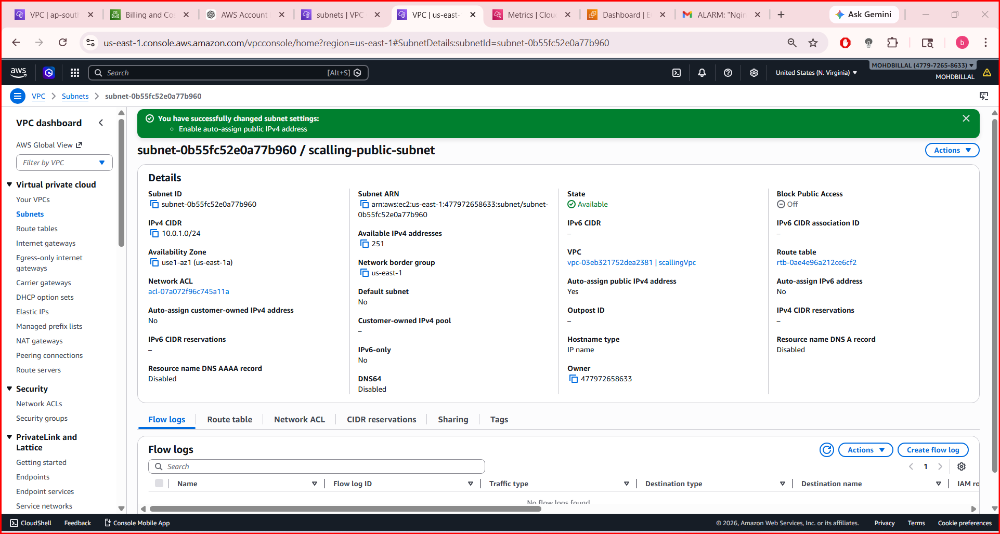 VPC | ap-south
Billing and Cos
AWS Account
subnets | VPC
VPC | us-east-
Metrics | Cloud
Dashboard | E
ALARM: "Ngin
Ask Gemini
us-east-1.console.aws.amazon.com/vpcconsole/home?region=us-east-1#SubnetDetails:subnetId=subnet-0b55fc52e0a77b960
b
aws
Search
[Alt+S]
United States (N. Virginia)
MOHDBILLAL (4779-7265-8633)
MOHDBILLAL
VPC
Subnets
subnet-0b55fc52e0a77b960
VPC dashboard
AWS Global View
Filter by VPC
Virtual private cloud
Your VPCs
Subnets
Route tables
Internet gateways
Egress-only internet
gateways
Carrier gateways
DHCP option sets
Elastic IPs
Managed prefix lists
NAT gateways
Peering connections
Route servers
Security
Network ACLs
Security groups
PrivateLink and
Lattice
Getting started
Endpoints
Endpoint services
Service networks
You have successfully changed subnet settings:
Enable auto-assign public IPv4 address
subnet-0b55fc52e0a77b960 / scalling-public-subnet
Actions
Details
Subnet ID
subnet-0b55fc52e0a77b960
IPv4 CIDR
10.0.1.0/24
Availability Zone
use1-az1 (us-east-1a)
Network ACL
acl-07a072f96c745a11a
Auto-assign customer-owned IPv4 address
No
IPv6 CIDR reservations
–
Resource name DNS AAAA record
Disabled
Subnet ARN
arn:aws:ec2:us-east-1:477972658633:subnet/subnet-
0b55fc52e0a77b960
Available IPv4 addresses
251
Network border group
us-east-1
Default subnet
No
Customer-owned IPv4 pool
–
IPv6-only
No
DNS64
Disabled
State
Available
IPv6 CIDR
–
VPC
vpc-03eb321752dea2381 | scallingVpc
Auto-assign public IPv4 address
Yes
Outpost ID
–
Hostname type
IP name
Owner
477972658633
Block Public Access
Off
IPv6 CIDR association ID
–
Route table
rtb-0ae4e96a212ce6cf2
Auto-assign IPv6 address
No
IPv4 CIDR reservations
–
Resource name DNS A record
Disabled
Flow logs
Route table
Network ACL
CIDR reservations
Sharing
Tags
Flow logs
Actions
Create flow log
Search
1
Name
Flow log ID
Traffic type
Destination type
Destination name
IAM ro
No flow logs found
CloudShell
Feedback
Console Mobile App
© 2026, Amazon Web Services, Inc. or its affiliates.
Privacy
Terms
Cookie preferences